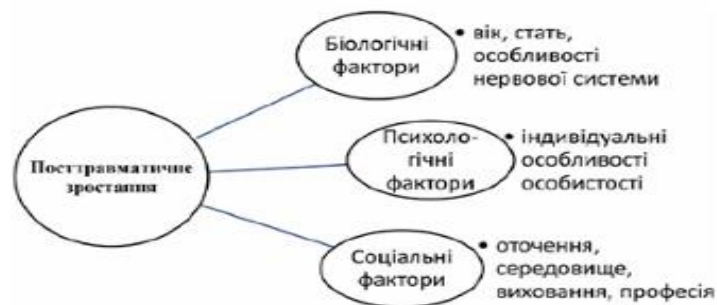 Посттравматичне
зростання
Біологічні
фактори
• вік, стать,
особливості
нервової системи
Психоло-
гічні
фактори
• індивідуальні
особливості
особистості
Соціальні
фактори
• оточення,
середовище,
виховання, професія